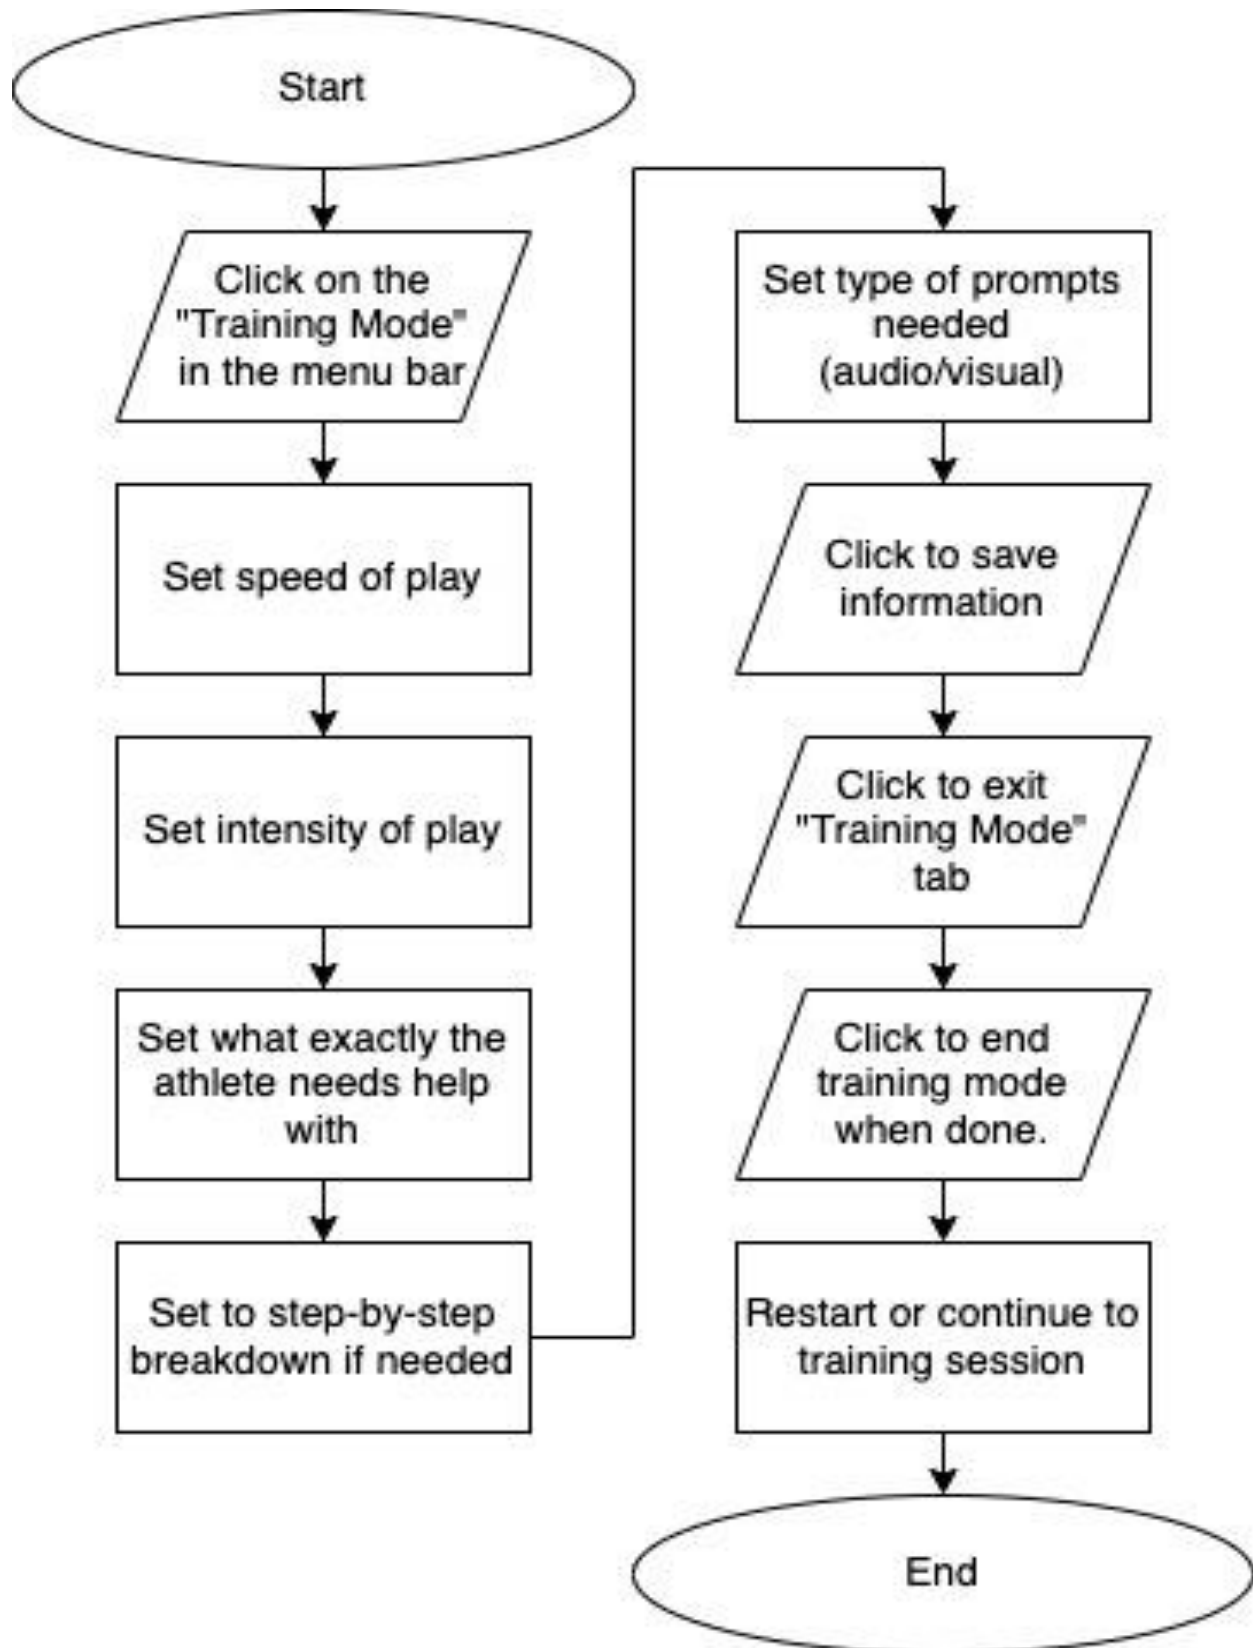 Start
Click on the
"Training Mode"
in the menu bar
Set speed of play
Set intensity of play
Set what exactly the
athlete needs help
with
Set to step-by-step
breakdown if needed
Set type of prompts
needed
(audio/visual)
Click to save
information
Click to exit
"Training Mode"
tab
Click to end
training mode
when done.
Restart or continue to
training session
End